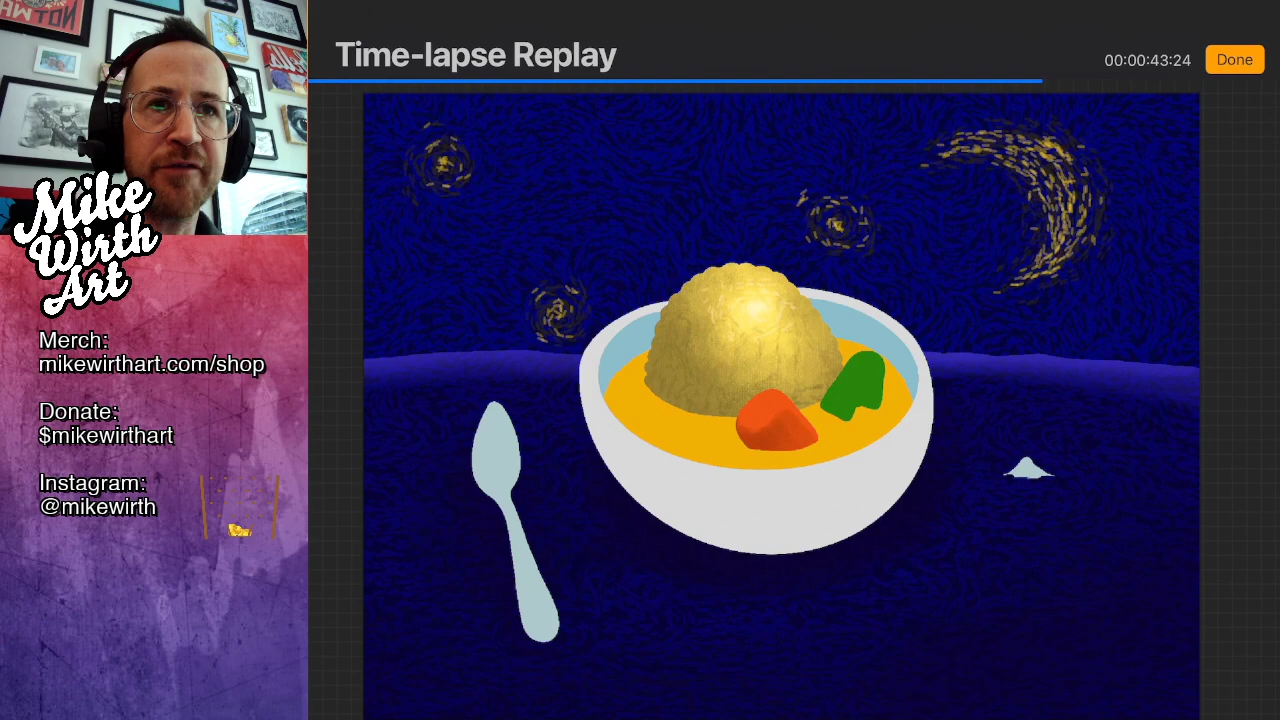 Time-lapse Replay
00:00:43:24
Done
Mike
Wirth
Art
Merch:
mikewirthart.com/shop
Donate:
$mikewirthart
Instagram:
@mikewirth